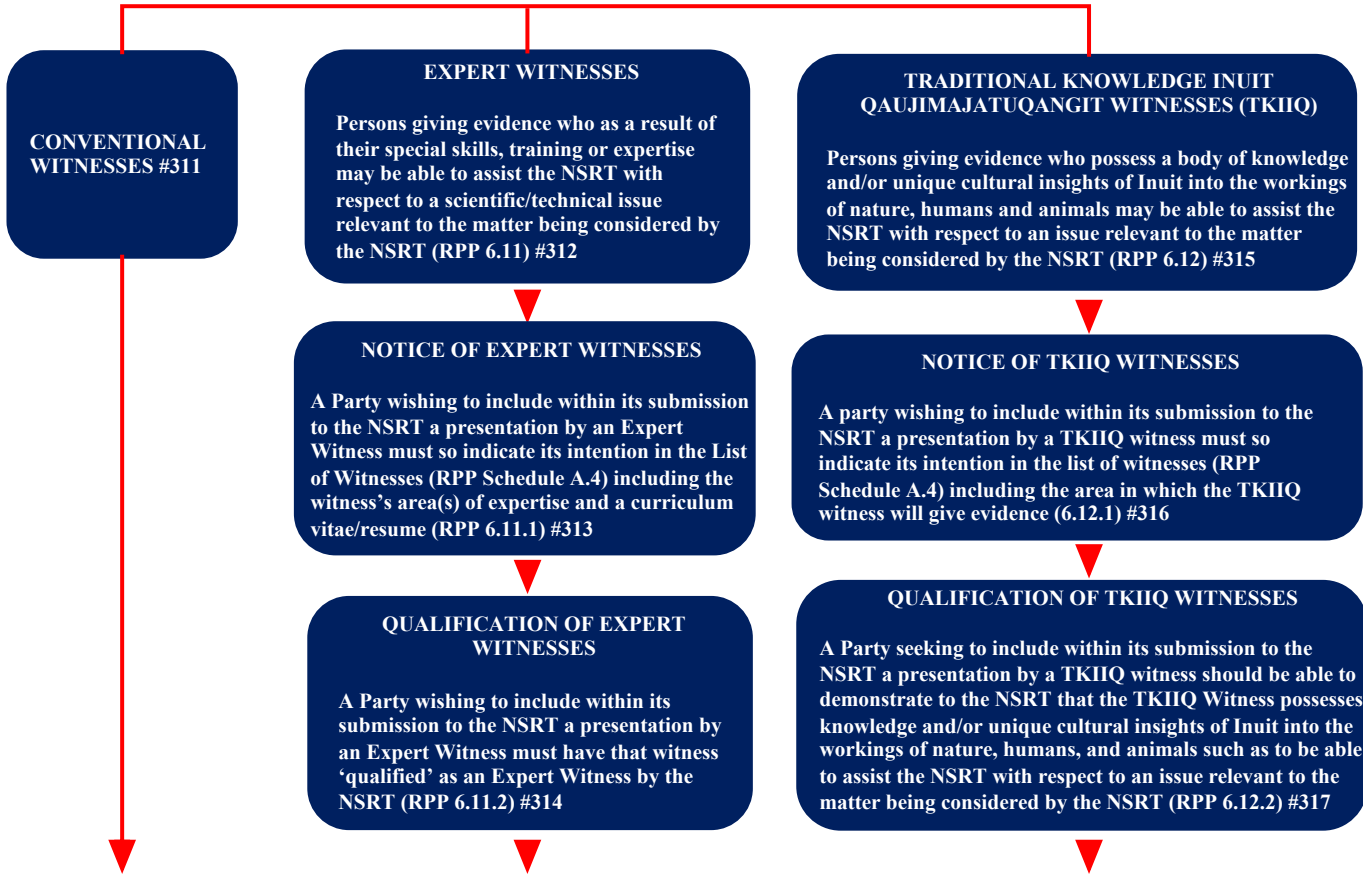 CONVENTIONAL
WITNESSES #311
EXPERT WITNESSES
Persons giving evidence who as a result of
their special skills, training or expertise
may be able to assist the NSRT with
respect to a scientific/technical issue
relevant to the matter being considered by
the NSRT (RPP 6.11) #312
NOTICE OF EXPERT WITNESSES
A Party wishing to include within its submission
to the NSRT a presentation by an Expert
Witness must so indicate its intention in the List
of Witnesses (RPP Schedule A.4) including the
witness’s area(s) of expertise and a curriculum
vitae/resume (RPP 6.11.1) #313
QUALIFICATION OF EXPERT
WITNESSES
A Party wishing to include within its
submission to the NSRT a presentation by
an Expert Witness must have that witness
‘qualified’ as an Expert Witness by the
NSRT (RPP 6.11.2) #314
TRADITIONAL KNOWLEDGE INUIT
QAUJIMAJATUQANGIT WITNESSES (TKIIQ)
Persons giving evidence who possess a body of knowledge
and/or unique cultural insights of Inuit into the workings
of nature, humans and animals may be able to assist the
NSRT with respect to an issue relevant to the matter
being considered by the NSRT (RPP 6.12) #315
NOTICE OF TKIIQ WITNESSES
A party wishing to include within its submission to the
NSRT a presentation by a TKIIQ witness must so
indicate its intention in the list of witnesses (RPP
Schedule A.4) including the area in which the TKIIQ
witness will give evidence (6.12.1) #316
QUALIFICATION OF TKIIQ WITNESSES
A Party seeking to include within its submission to the
NSRT a presentation by a TKIIQ witness should be able to
demonstrate to the NSRT that the TKIIQ Witness possesses
knowledge and/or unique cultural insights of Inuit into the
workings of nature, humans, and animals such as to be able
to assist the NSRT with respect to an issue relevant to the
matter being considered by the NSRT (RPP 6.12.2) #317